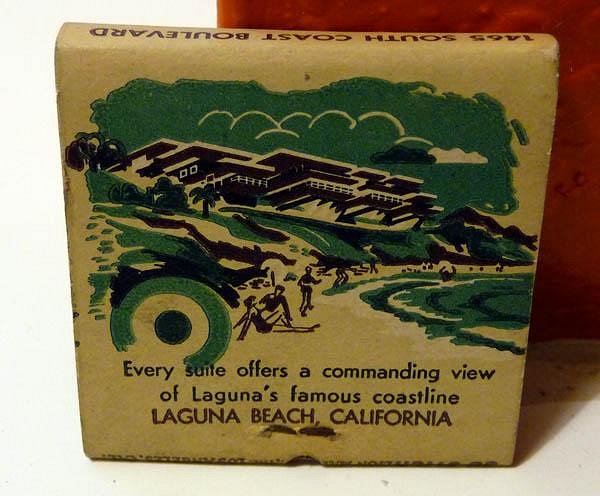 1465 SOUTH COAST BOULEVARD
Every suite offers a commanding view
of Laguna's famous coastline
LAGUNA BEACH, CALIFORNIA